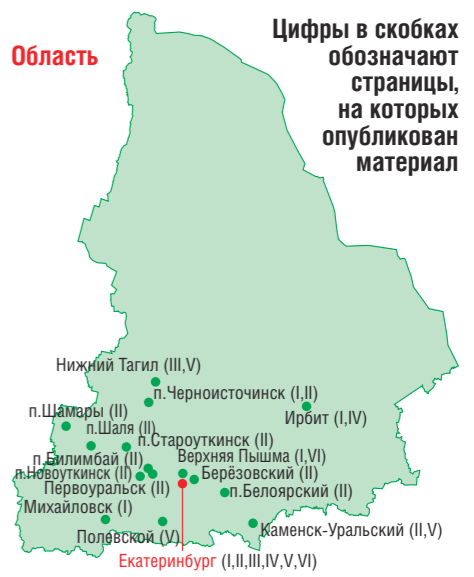 Область
Цифры в скобках
обозначают
страницы,
на которых
опубликован
материал
Нижний Тагил (III,V)
п.Черноисточинск (I,II)
п.Шамары (II)
Ирбит (I,IV)
п.Шаля (II)
п.Староуткинск (II)
п.Билимбай (II)
Верхняя Пышма (I,VI)
п.Новоуткинск (II)
Берёзовский (II)
Первоуральск (II)
п.Белоярский (II)
Михайловск (I)
Полевской (V)
Каменск-Уральский (II,V)
Екатеринбург (I,II,III,IV,V,VI)